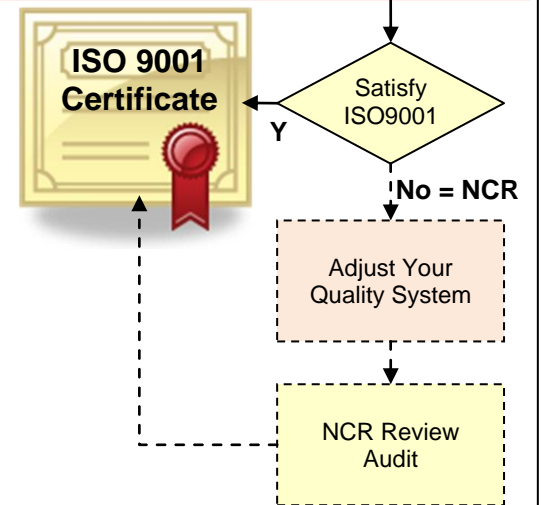 ISO 9001
Certificate
Satisfy
ISO9001
Y
No = NCR
Adjust Your
Quality System
NCR Review
Audit